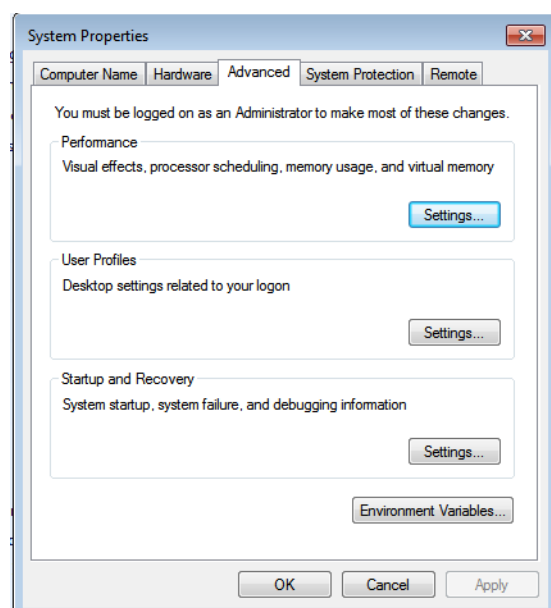 System Properties
Computer Name Hardware Advanced System Protection Remote
You must be logged on as an Administrator to make most of these changes.
Performance
Visual effects, processor scheduling, memory usage, and virtual memory
Settings...
User Profiles
Desktop settings related to your logon
Settings...
Startup and Recovery
System startup, system failure, and debugging information
Settings...
Environment Variables...
OK Cancel Apply